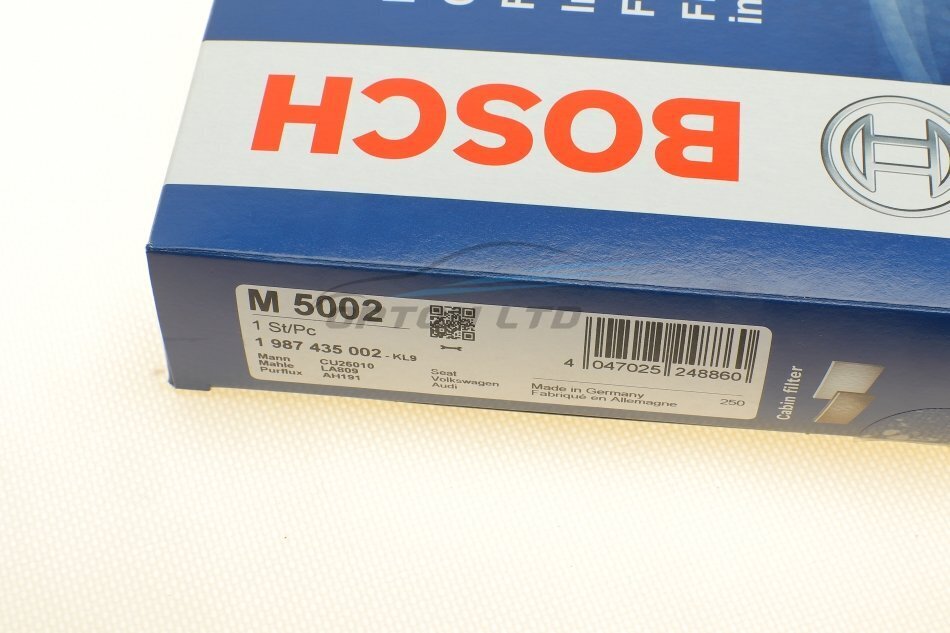 BOSCH
M 5002
1 St/Pc
1 987 435 002 - KL9
Mann CU26010
Mahle LA809
Purflux AH191
Seat
Volkswagen
Audi
Made in Germany
Fabriqué en Allemagne
250
4 047025 248860
Cabin filter
LTD